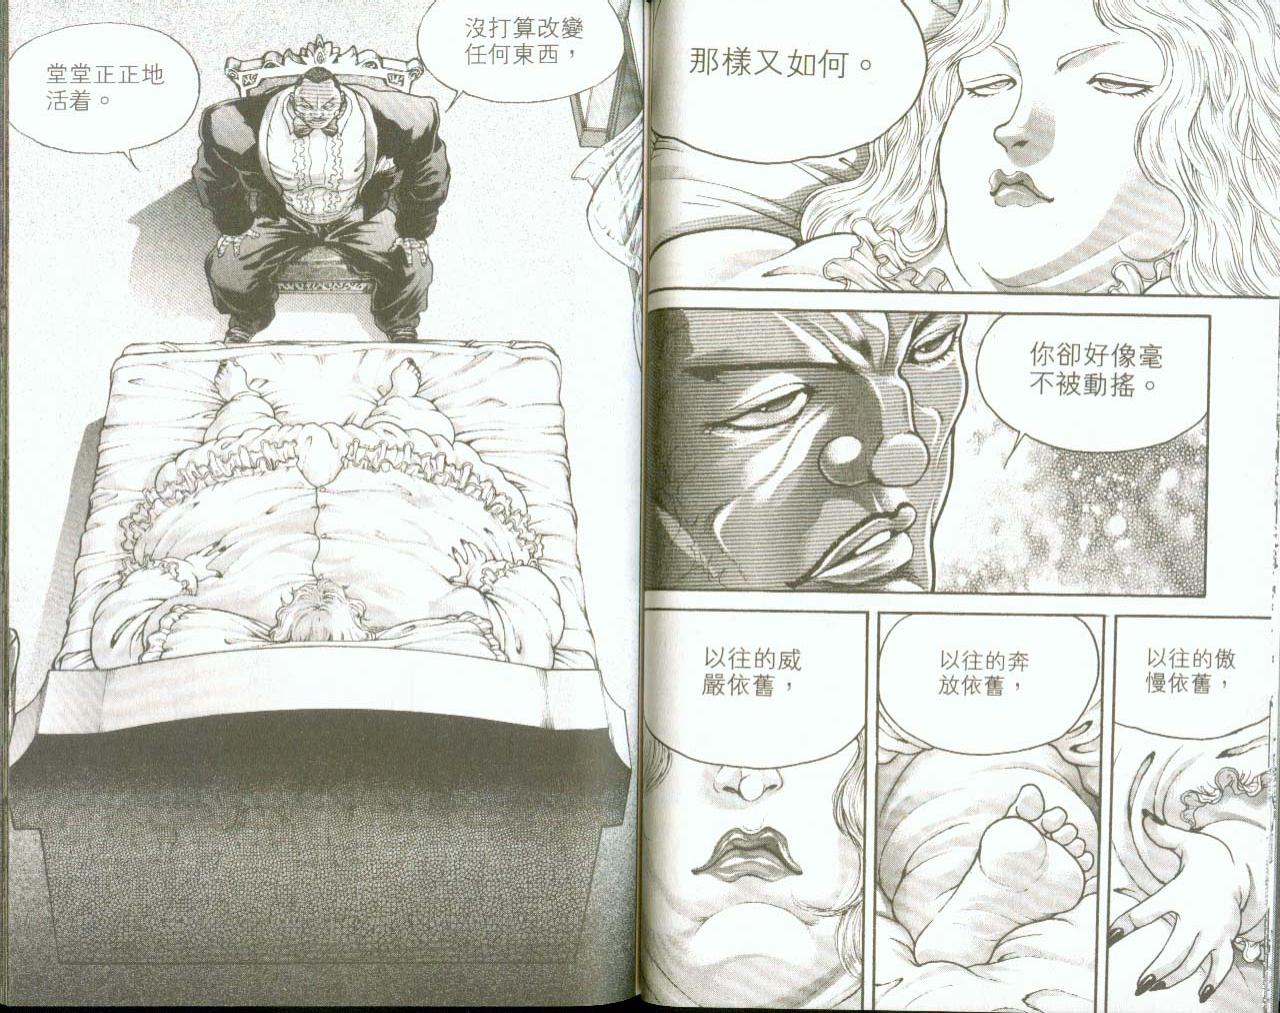 那樣又如何。
你卻好像毫
不被動搖。
以往的傲
慢依舊，
以往的奔
放依舊，
以往的威
嚴依舊，
沒打算改變
任何東西，
堂堂正正地
活着。